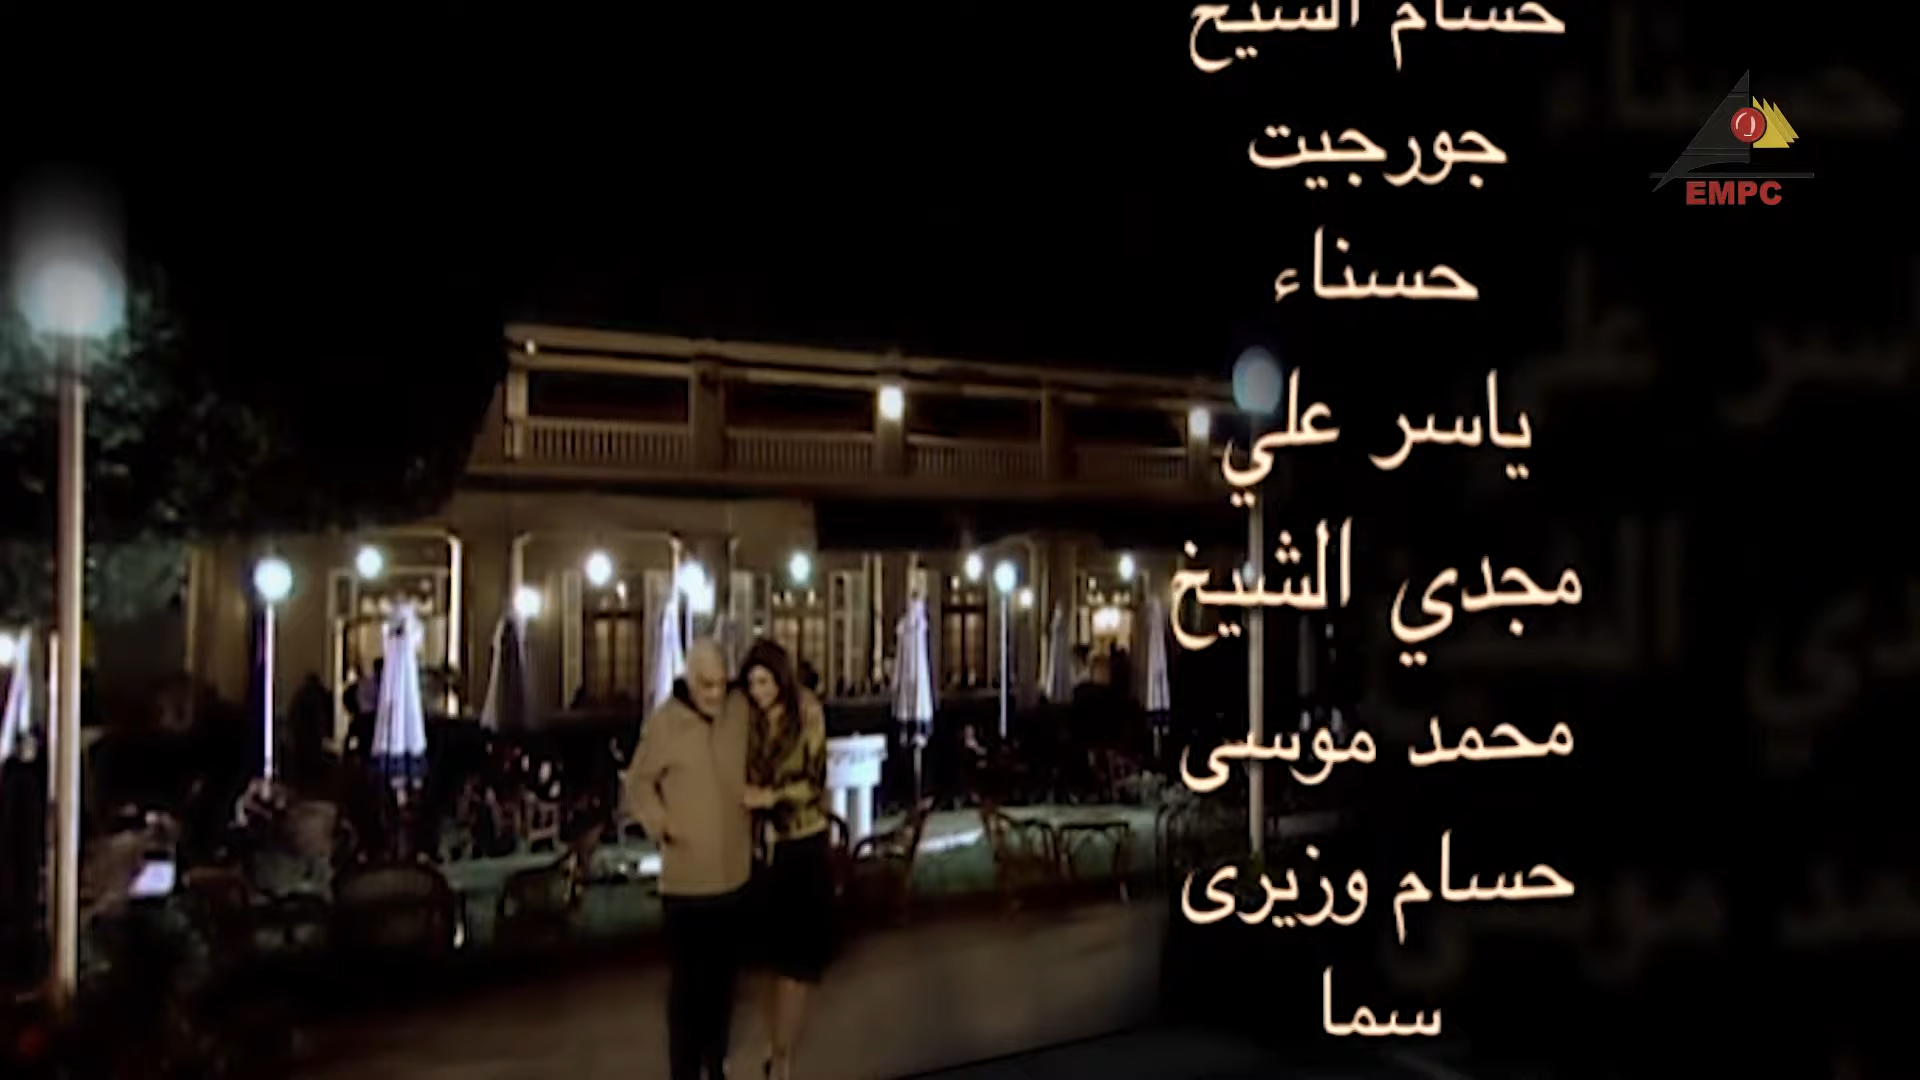 حسام الشيخ
جورجيت
حسناء
ياسر علي
مجدي الشيخ
محمد موسى
حسام وزيرى
سما
EMPC